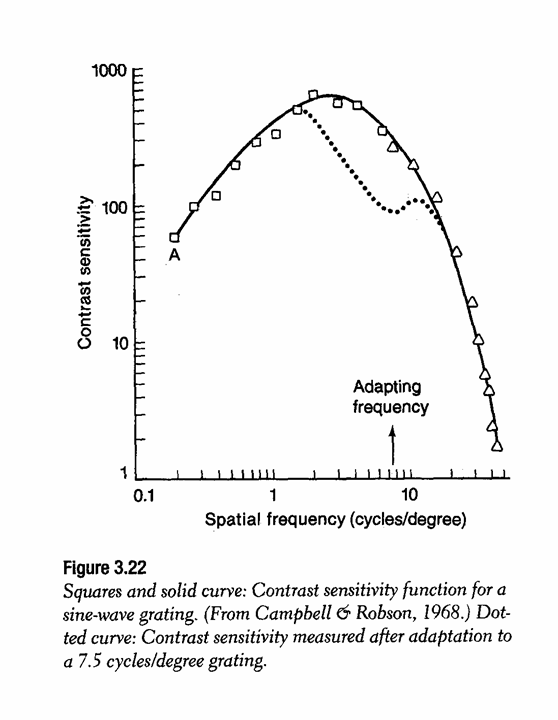 1000
100
10
1
Contrast sensitivity
A
Adapting
frequency
0.1
1
10
Spatial frequency (cycles/degree)
Figure 3.22
Squares and solid curve: Contrast sensitivity function for a
sine-wave grating. (From Campbell & Robson, 1968.) Dot-
ted curve: Contrast sensitivity measured after adaptation to
a 7.5 cycles/degree grating.